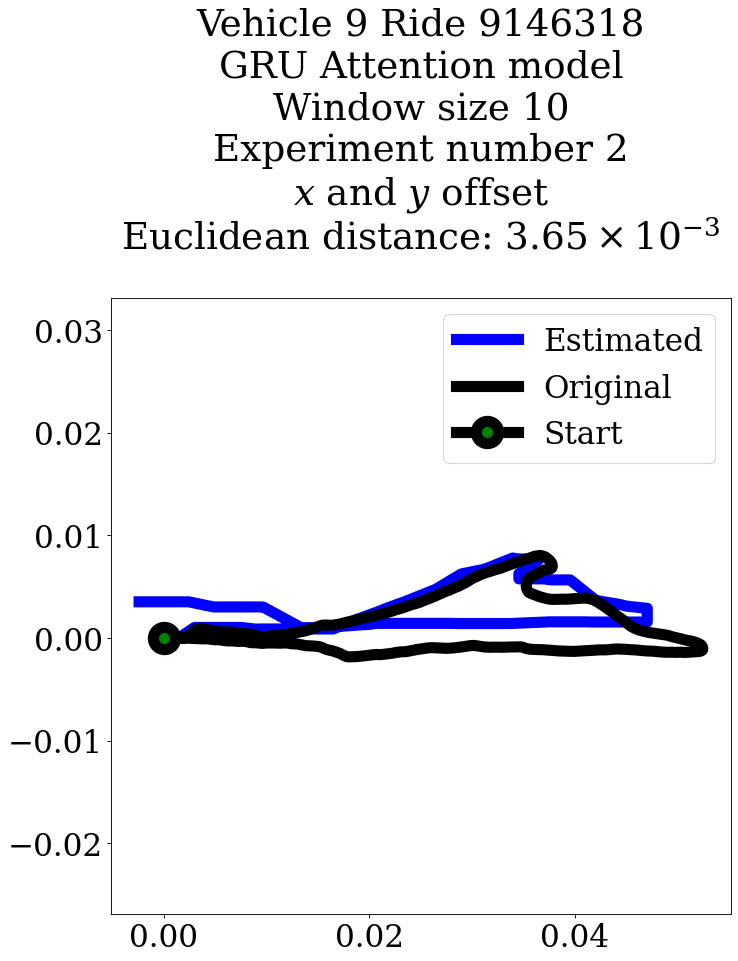 Vehicle 9 Ride 9146318
GRU Attention model
Window size 10
Experiment number 2
x and y offset
Euclidean distance: 3.65 × 10⁻³
Estimated
Original
Start
0.03
0.02
0.01
0.00
−0.01
−0.02
0.00 0.02 0.04